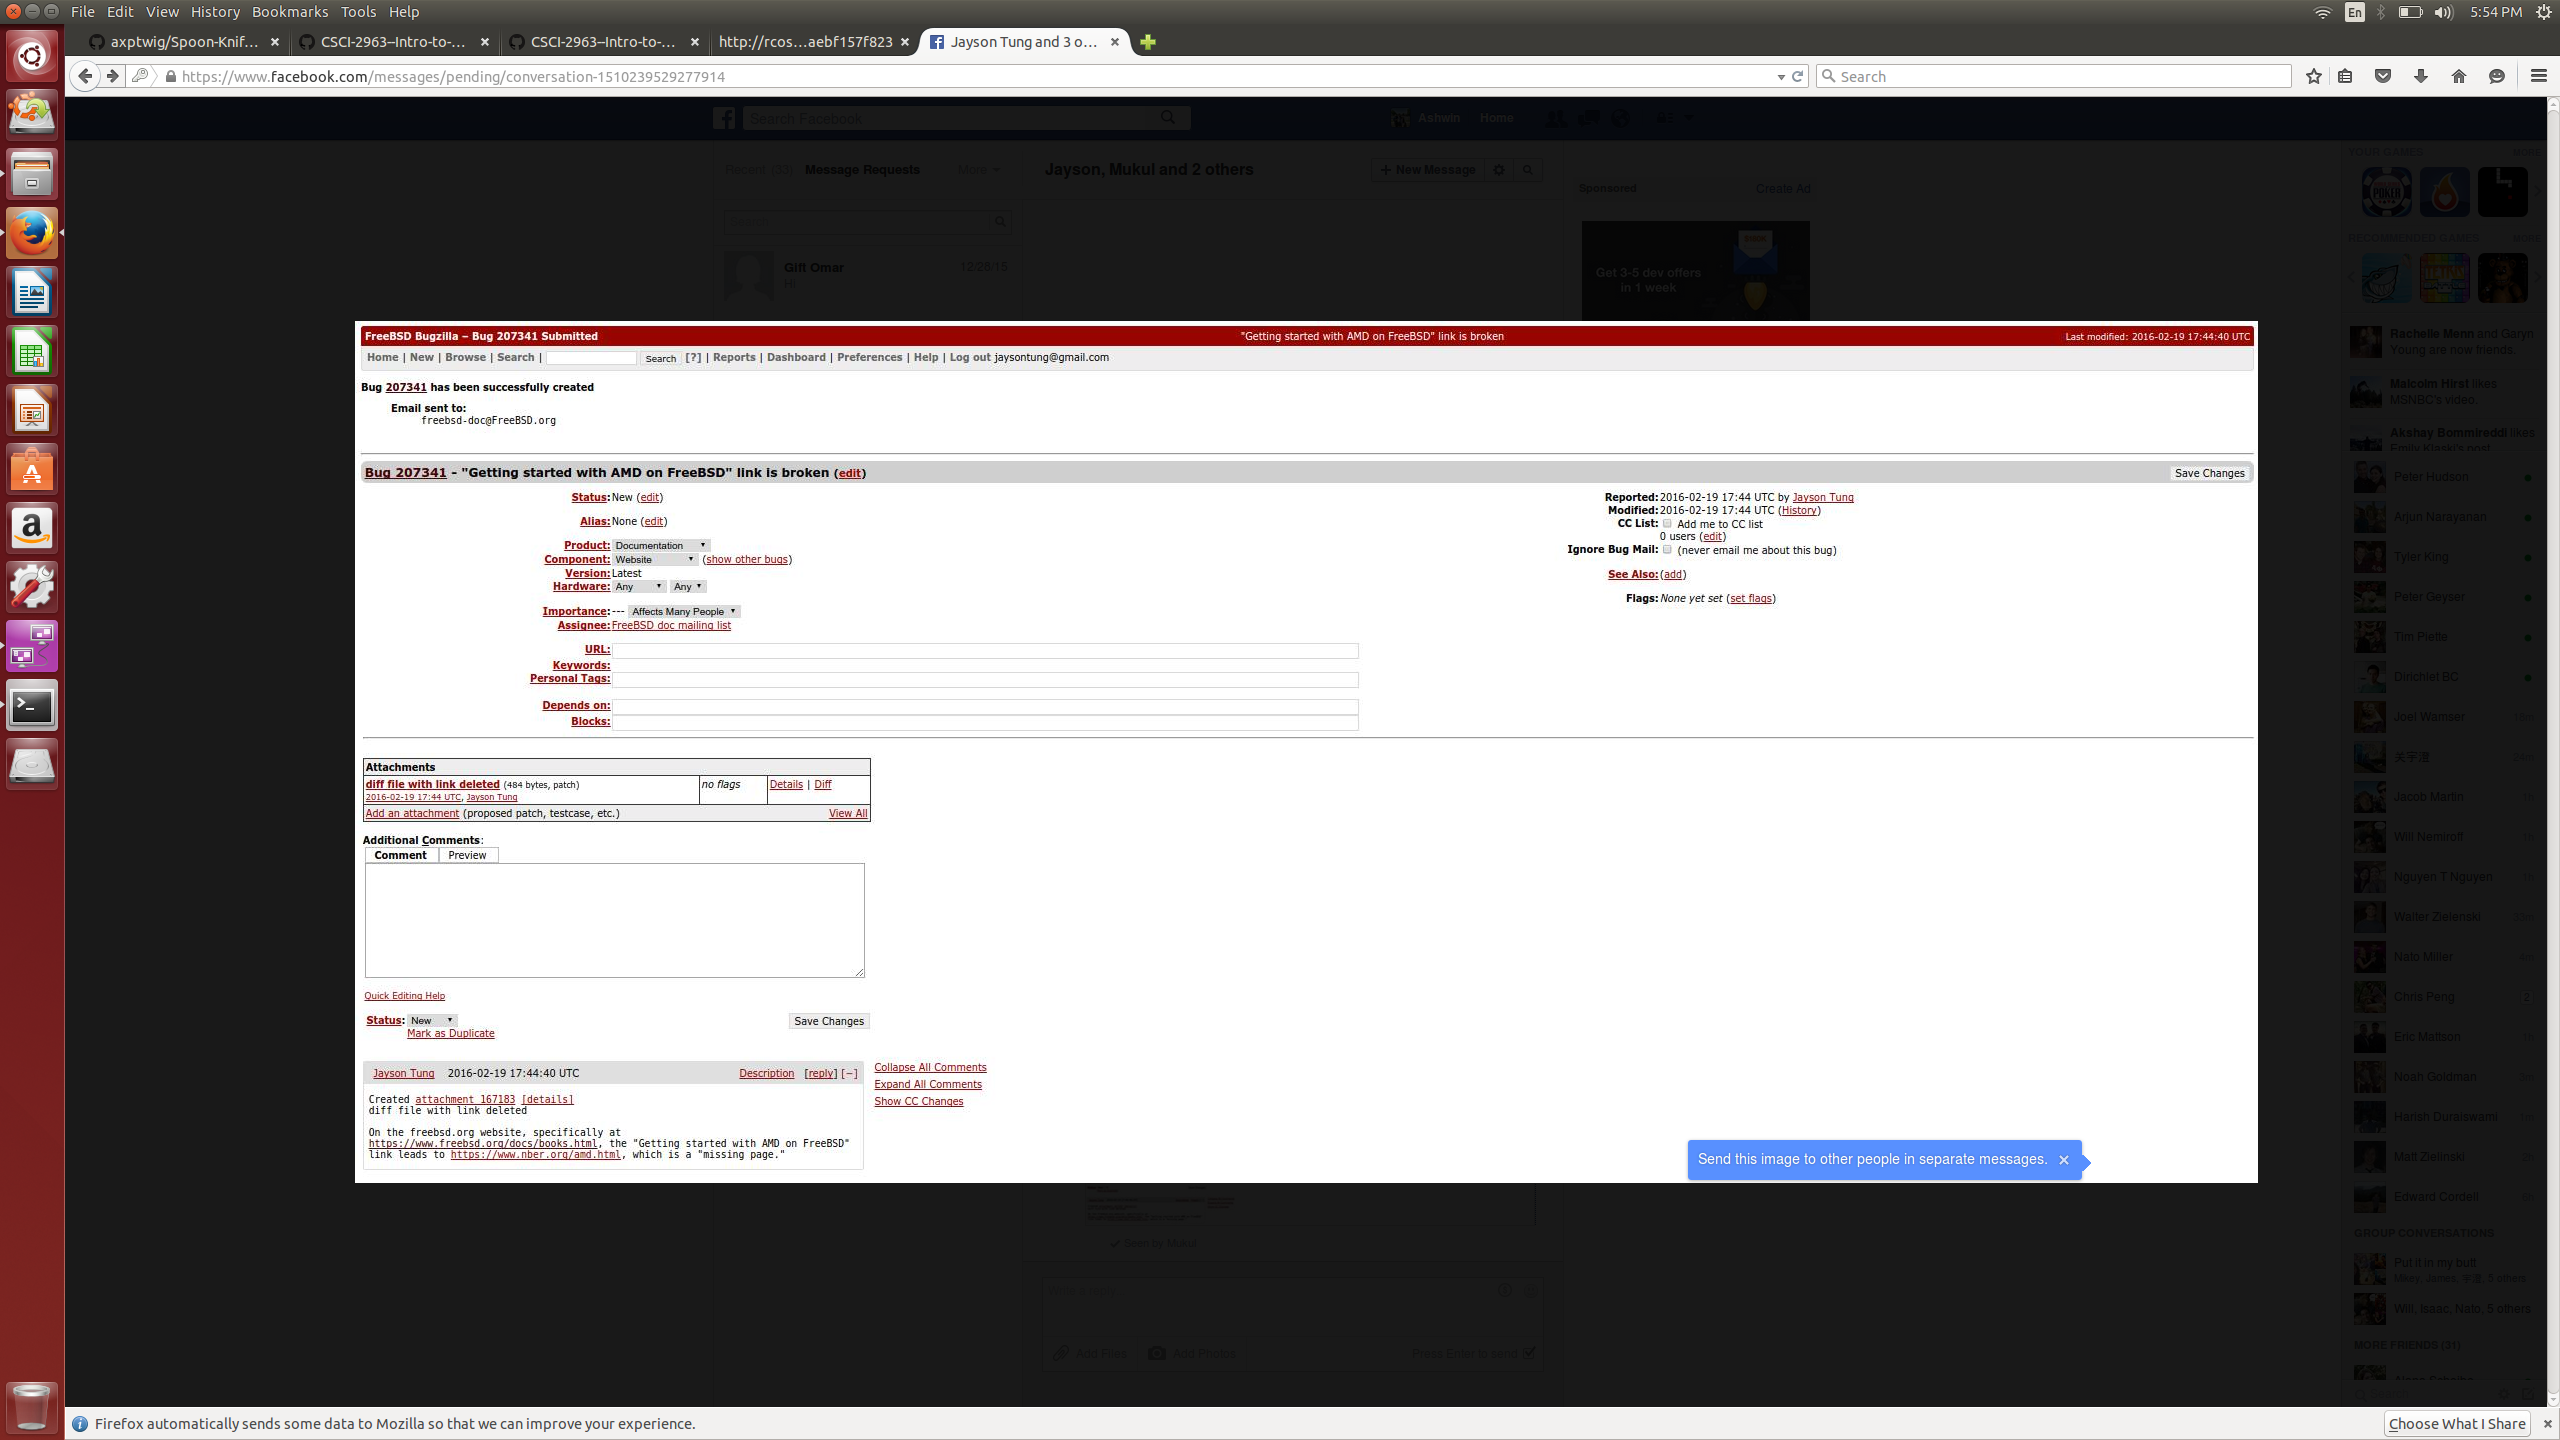 File Edit View History Bookmarks Tools Help
En 5:54 PM
axptwig/Spoon-Knif...
CSCI-2963--Intro-to-...
CSCI-2963--Intro-to-...
http://rcos...aebf157f823
Jayson Tung and 3 o...
https://www.facebook.com/messages/pending/conversation-1510239529277914
Search
Search Facebook
Ashwin Home
Recent (33) Message Requests More
Jayson, Mukul and 2 others
+ New Message
Gift Omar 12/28/15
Hi
Sponsored Create Ad
Get 3-5 dev offers
in 1 week
YOUR GAMES MORE
RECOMMENDED GAMES MORE
Rachelle Menn and Garyn
Young are now friends.
Malcolm Hirst likes
MSNBC's video.
Akshay Bommireddi likes
FreeBSD Bugzilla – Bug 207341 Submitted
"Getting started with AMD on FreeBSD" link is broken
Last modified: 2016-02-19 17:44:40 UTC
Home | New | Browse | Search | Search [?] | Reports | Dashboard | Preferences | Help | Log out jaysontung@gmail.com
Bug 207341 has been successfully created
Email sent to:
freebsd-doc@FreeBSD.org
Bug 207341 - "Getting started with AMD on FreeBSD" link is broken (edit)
Save Changes
Status: New (edit)
Alias: None (edit)
Product: Documentation
Component: Website (show other bugs)
Version: Latest
Hardware: Any Any
Importance: --- Affects Many People
Assignee: FreeBSD doc mailing list
URL:
Keywords:
Personal Tags:
Depends on:
Blocks:
Reported: 2016-02-19 17:44 UTC by Jayson Tung
Modified: 2016-02-19 17:44 UTC (History)
CC List: Add me to CC list
0 users (edit)
Ignore Bug Mail: (never email me about this bug)
See Also: (add)
Flags: None yet set (set flags)
Attachments
diff file with link deleted (484 bytes, patch) no flags Details | Diff
2016-02-19 17:44 UTC, Jayson Tung
Add an attachment (proposed patch, testcase, etc.) View All
Additional Comments:
Comment Preview
Quick Editing Help
Status: New Save Changes
Mark as Duplicate
Jayson Tung 2016-02-19 17:44:40 UTC Description [reply] [−]
Created attachment 167183 [details]
diff file with link deleted
On the freebsd.org website, specifically at
https://www.freebsd.org/docs/books.html, the "Getting started with AMD on FreeBSD"
link leads to https://www.nber.org/amd.html, which is a "missing page."
Collapse All Comments
Expand All Comments
Show CC Changes
Send this image to other people in separate messages.
Seen by Mukul
Add Files Add Photos Press Enter to send
Peter Hudson
Arjun Narayanan
Tyler King
Peter Geyser
Tim Piette
Dirichlet BC
Joel Wamser
Jacob Martin
Will Nemiroff
Nguyen T Nguyen
Walter Zielenski
Nato Miller
Chris Peng 2
Eric Mattson
Noah Goldman
Harish Duraiswami
Matt Zielinski
Edward Cordell
GROUP CONVERSATIONS
Put it in my butt
Will, Isaac, Nato, 5 others
MORE FRIENDS (31)
Firefox automatically sends some data to Mozilla so that we can improve your experience.
Choose What I Share